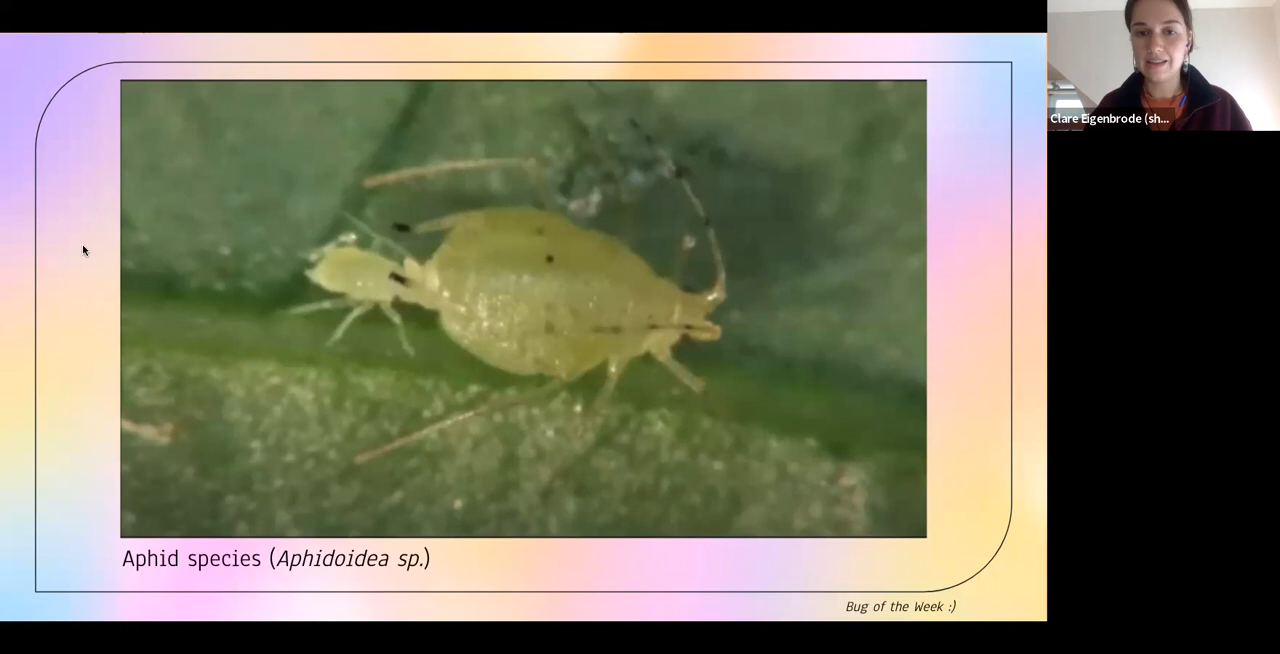 Clare Eigenbrode (sh...
Aphid species (Aphidoidea sp.)
Bug of the Week :)